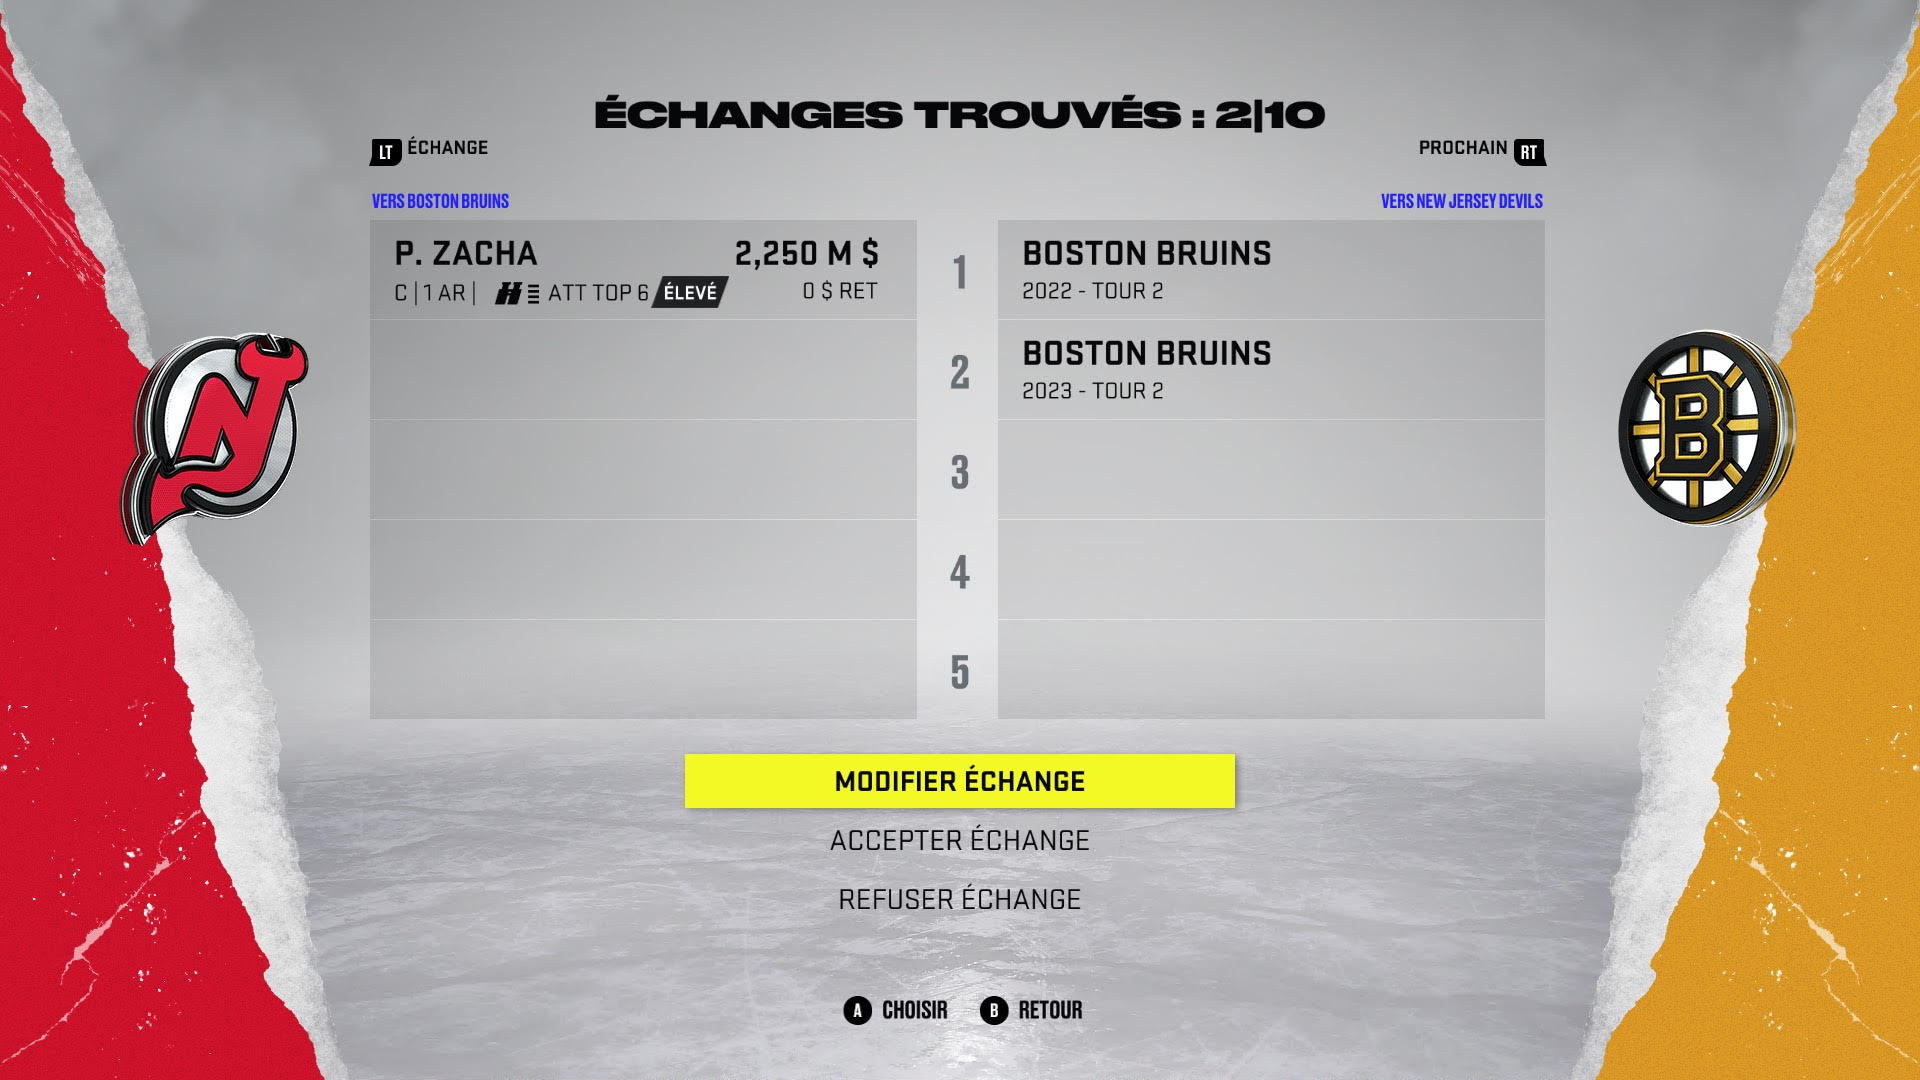 ÉCHANGES TROUVÉS : 2|10
LT ÉCHANGE
PROCHAIN RT
VERS BOSTON BRUINS
VERS NEW JERSEY DEVILS
P. ZACHA 2,250 M $
C | 1 AR | ATT TOP 6 ÉLEVÉ 0 $ RET
1
BOSTON BRUINS
2022 - TOUR 2
2
BOSTON BRUINS
2023 - TOUR 2
3
4
5
MODIFIER ÉCHANGE
ACCEPTER ÉCHANGE
REFUSER ÉCHANGE
A CHOISIR B RETOUR
NJ
B